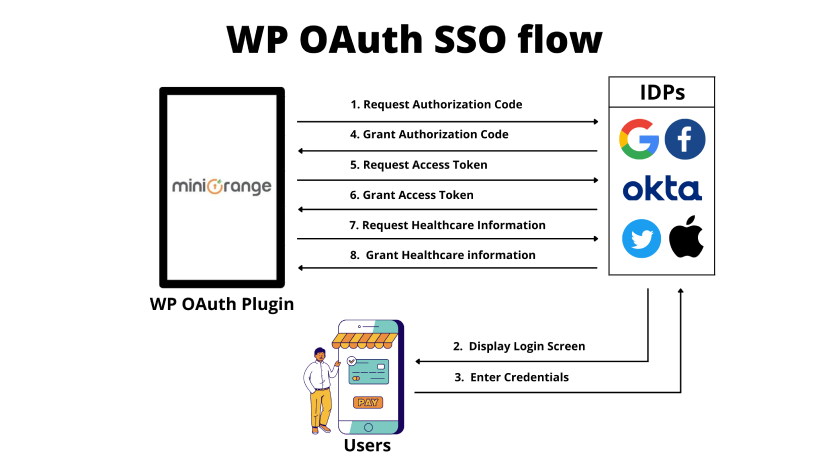 WP OAuth SSO flow
IDPs
1. Request Authorization Code
4. Grant Authorization Code
5. Request Access Token
6. Grant Access Token
7. Request Healthcare Information
8. Grant Healthcare information
miniOrange
okta
WP OAuth Plugin
2. Display Login Screen
3. Enter Credentials
PAY
Users